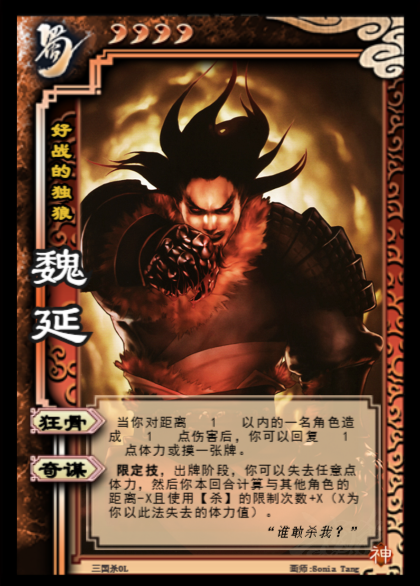 蜀
好战的独狼
魏延
狂骨
当你对距离 1 以内的一名角色造
成 1 点伤害后，你可以回复 1
点体力或摸一张牌。
奇谋
限定技，出牌阶段，你可以失去任意点
体力，然后你本回合计算与其他角色的
距离-X且使用【杀】的限制次数+X（X为
你以此法失去的体力值）。
“谁敢杀我？”
神
三国杀OL
画师:Sonia Tang